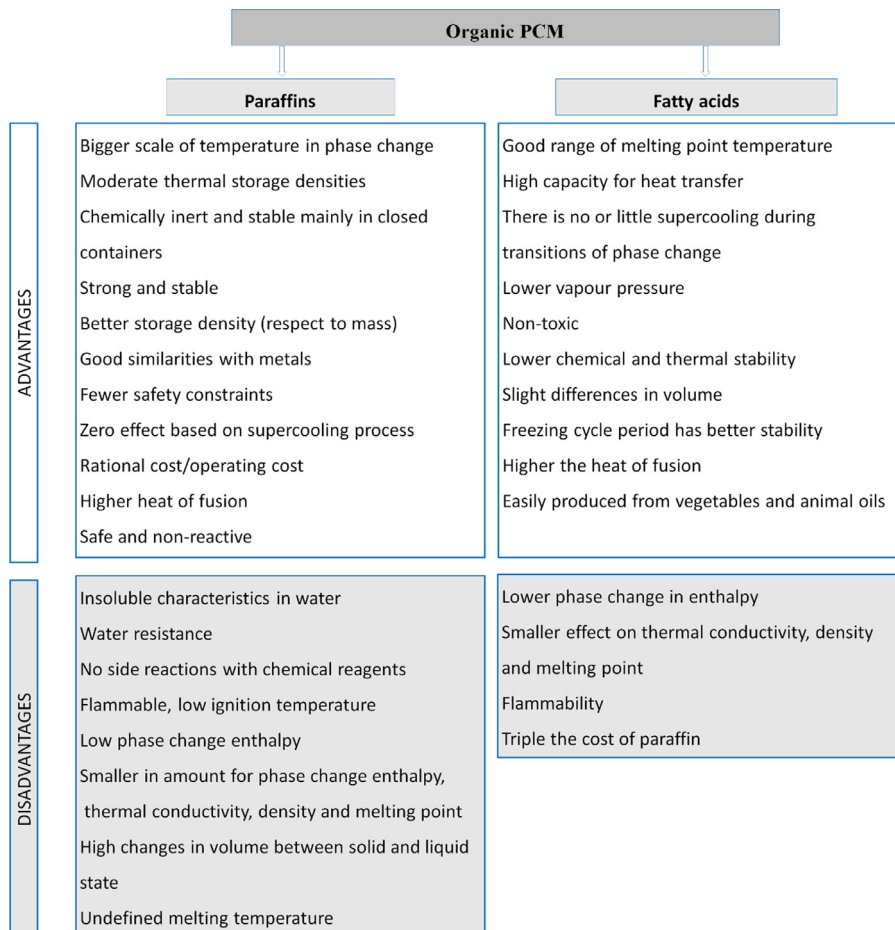 Organic PCM
Paraffins
Fatty acids
ADVANTAGES
Bigger scale of temperature in phase change
Moderate thermal storage densities
Chemically inert and stable mainly in closed
containers
Strong and stable
Better storage density (respect to mass)
Good similarities with metals
Fewer safety constraints
Zero effect based on supercooling process
Rational cost/operating cost
Higher heat of fusion
Safe and non-reactive
Good range of melting point temperature
High capacity for heat transfer
There is no or little supercooling during
transitions of phase change
Lower vapour pressure
Non-toxic
Lower chemical and thermal stability
Slight differences in volume
Freezing cycle period has better stability
Higher the heat of fusion
Easily produced from vegetables and animal oils
DISADVANTAGES
Insoluble characteristics in water
Water resistance
No side reactions with chemical reagents
Flammable, low ignition temperature
Low phase change enthalpy
Smaller in amount for phase change enthalpy,
thermal conductivity, density and melting point
High changes in volume between solid and liquid
state
Undefined melting temperature
Lower phase change in enthalpy
Smaller effect on thermal conductivity, density
and melting point
Flammability
Triple the cost of paraffin